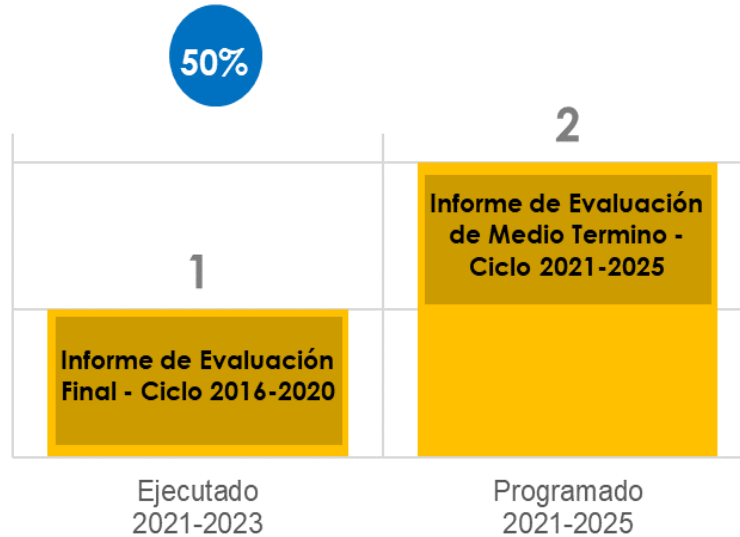 50%
1
Informe de Evaluación
Final - Ciclo 2016-2020
2
Informe de Evaluación
de Medio Termino -
Ciclo 2021-2025
Ejecutado
2021-2023
Programado
2021-2025